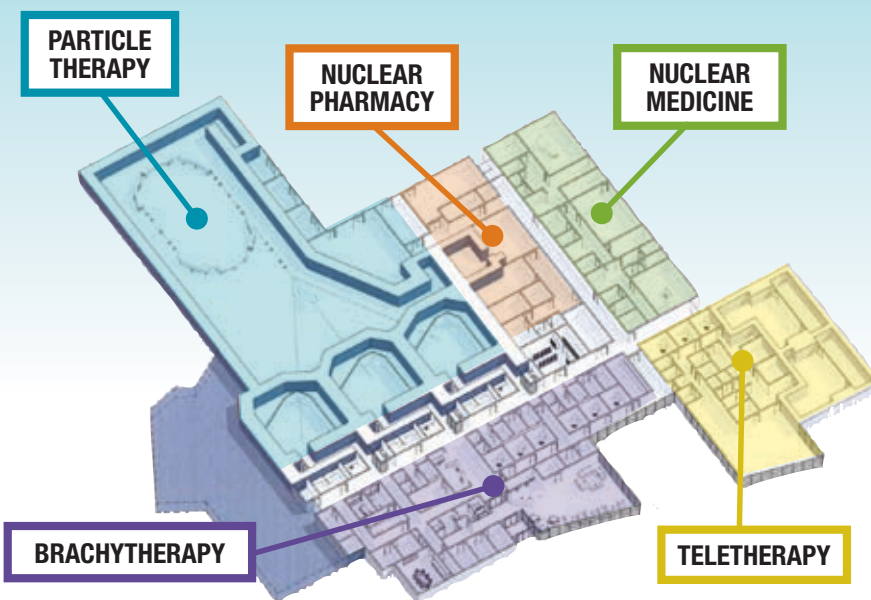 PARTICLE
THERAPY
NUCLEAR
PHARMACY
NUCLEAR
MEDICINE
BRACHYTHERAPY
TELETHERAPY